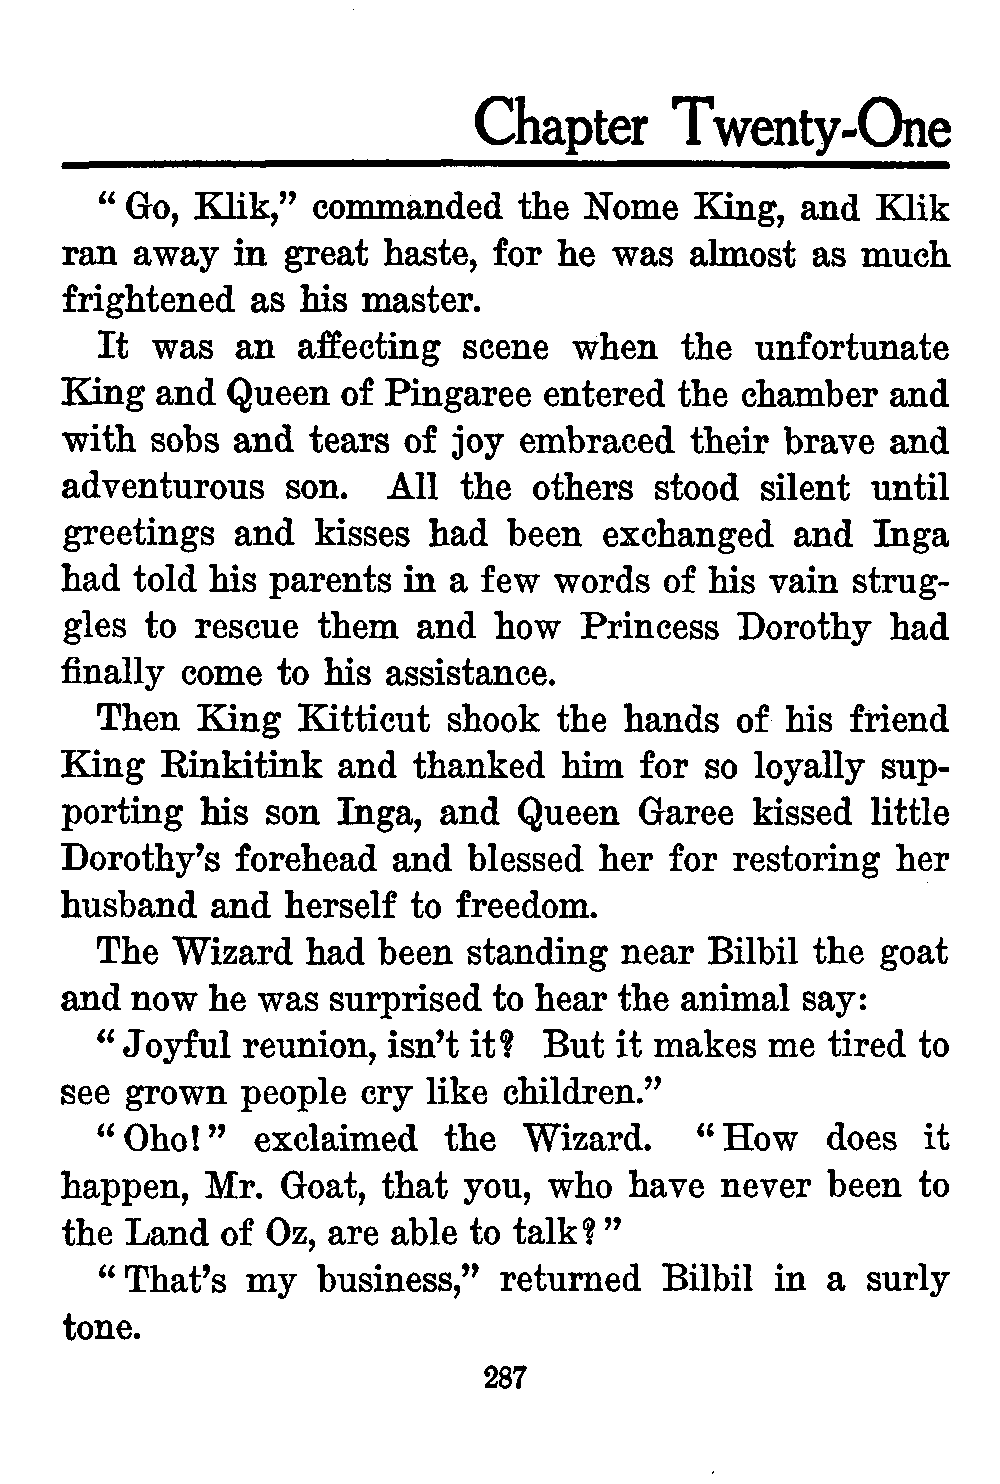 Chapter Twenty-One
“ Go, Klik,” commanded the Nome King, and Klik
ran away in great haste, for he was almost as much
frightened as his master.
It was an affecting scene when the unfortunate
King and Queen of Pingaree entered the chamber and
with sobs and tears of joy embraced their brave and
adventurous son. All the others stood silent until
greetings and kisses had been exchanged and Inga
had told his parents in a few words of his vain strug-
gles to rescue them and how Princess Dorothy had
finally come to his assistance.
Then King Kitticut shook the hands of his friend
King Rinkitink and thanked him for so loyally sup-
porting his son Inga, and Queen Garee kissed little
Dorothy’s forehead and blessed her for restoring her
husband and herself to freedom.
The Wizard had been standing near Bilbil the goat
and now he was surprised to hear the animal say:
“ Joyful reunion, isn’t it? But it makes me tired to
see grown people cry like children.”
“ Oho! ” exclaimed the Wizard. “ How does it
happen, Mr. Goat, that you, who have never been to
the Land of Oz, are able to talk? ”
“ That’s my business,” returned Bilbil in a surly
tone.
287